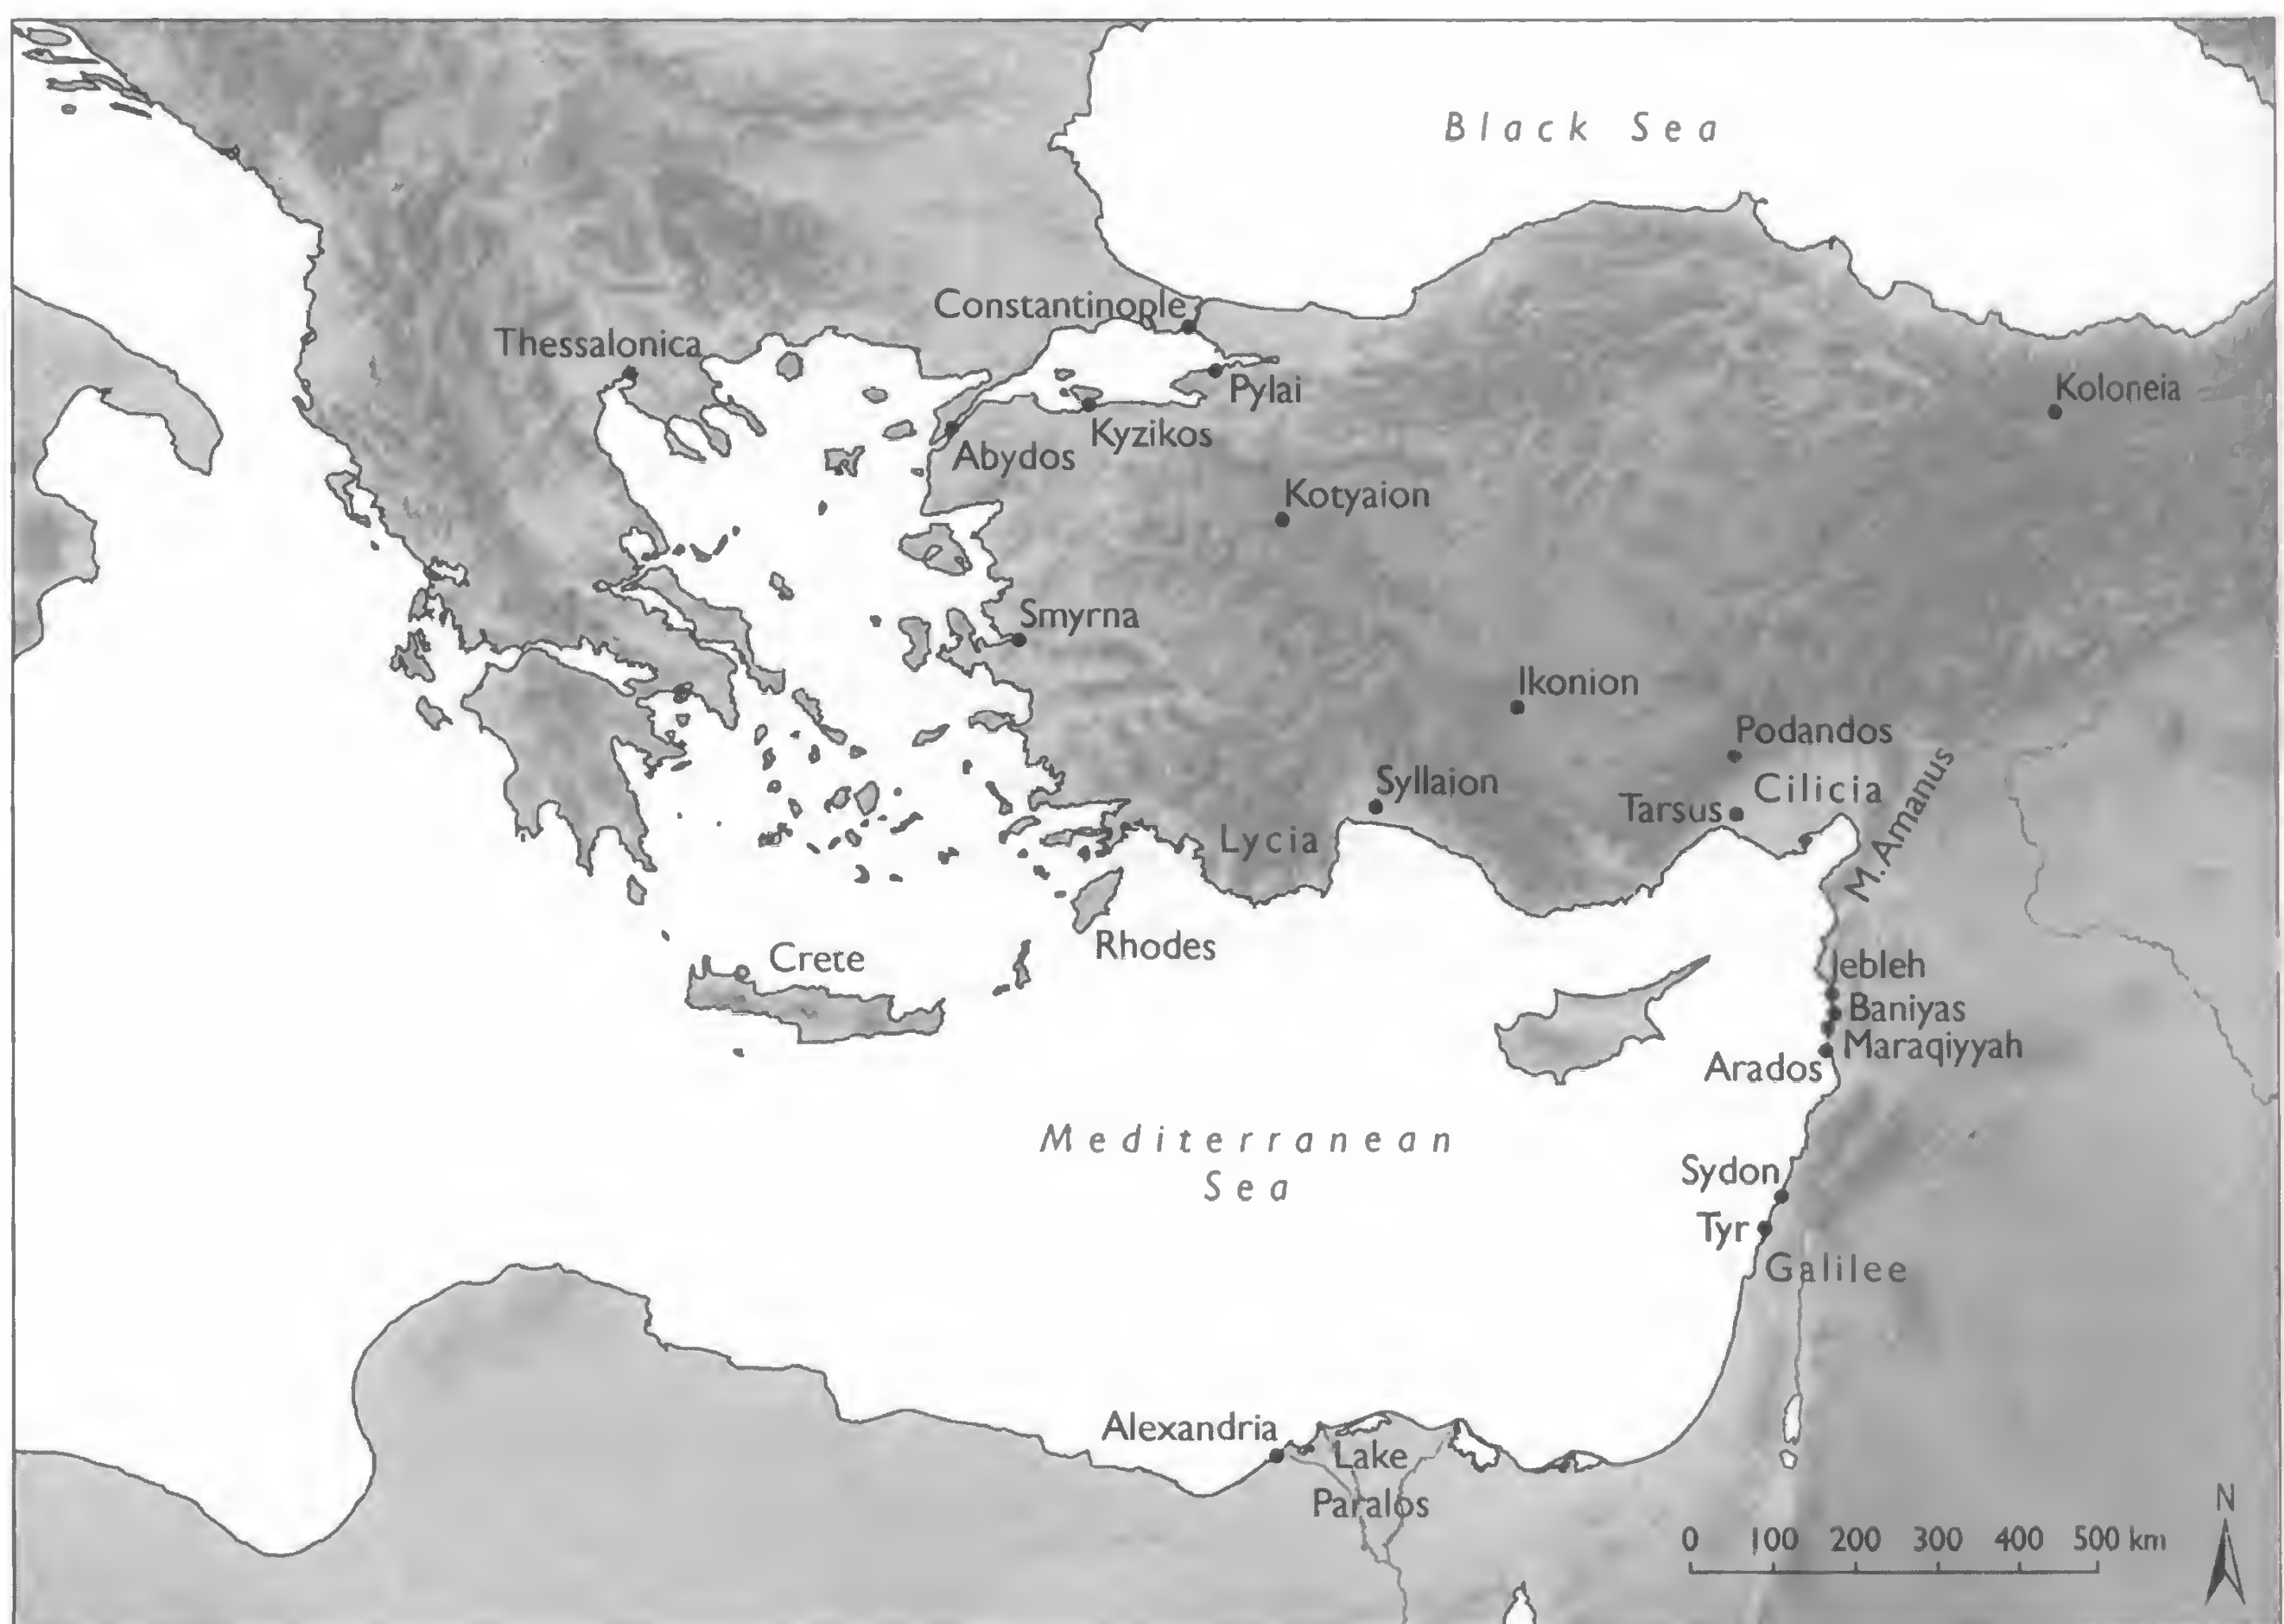 Black Sea
Constantinople
Thessalonica
Pylai
Koloneia
Kyzikos
Abydos
Kotyaion
Smyrna
Ikonion
Podandos
Syllaion
Cilicia
Tarsus
M. Amanus
Lycia
Rhodes
Crete
Jebleh
Baniyas
Maraqiyyah
Arados
Mediterranean
Sea
Sydon
Tyr
Galilee
Alexandria
Lake
Paralos
N
0 100 200 300 400 500 km